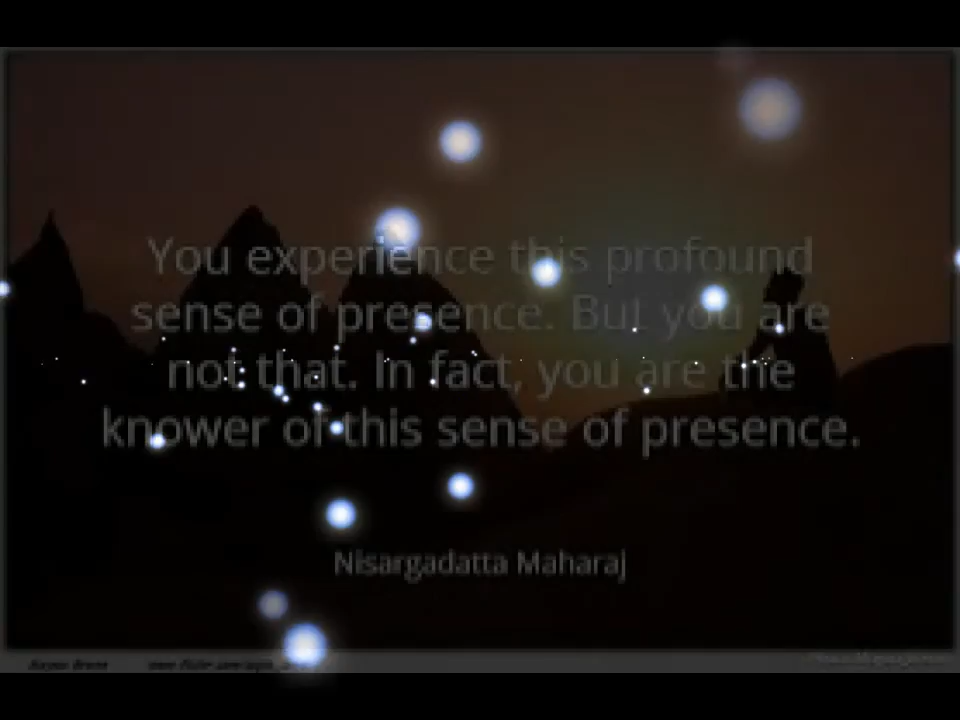 You experience this profound
sense of presence. But you are
not that. In fact, you are the
knower of this sense of presence.
Nisargadatta Maharaj